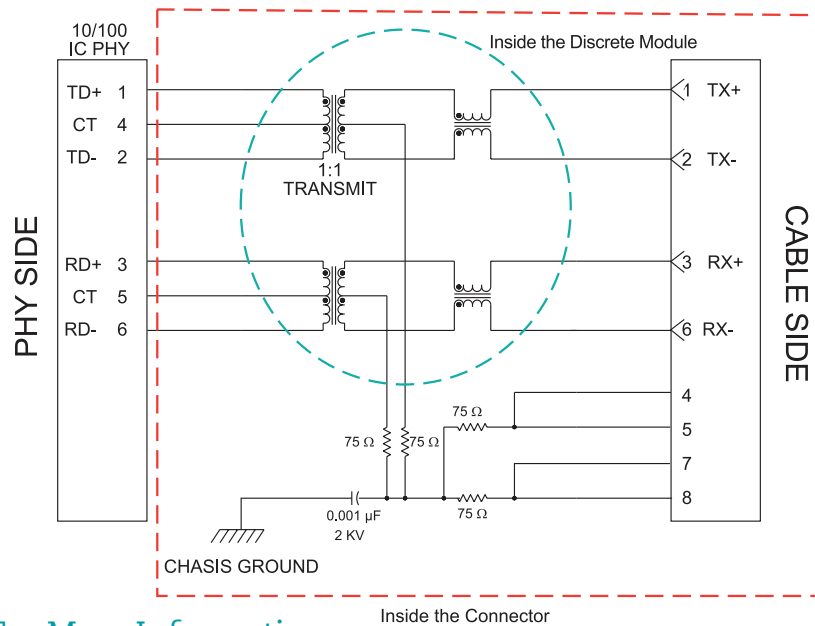 10/100
IC PHY
Inside the Discrete Module
TD+ 1
CT 4
TD- 2
1:1
TRANSMIT
1 TX+
2 TX-
PHY SIDE
RD+ 3
CT 5
RD- 6
3 RX+
6 RX-
CABLE SIDE
4
75 Ω
5
75 Ω
75 Ω
7
8
0.001 µF
2 KV
75 Ω
CHASIS GROUND
Inside the Connector